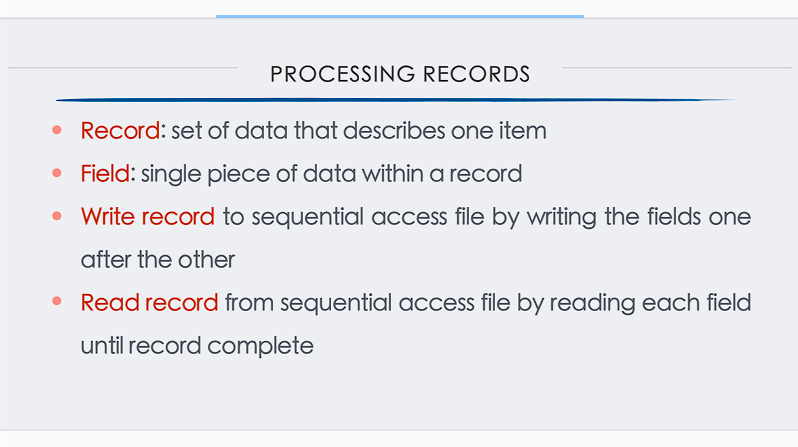 PROCESSING RECORDS
Record: set of data that describes one item
Field: single piece of data within a record
Write record to sequential access file by writing the fields one
after the other
Read record from sequential access file by reading each field
until record complete